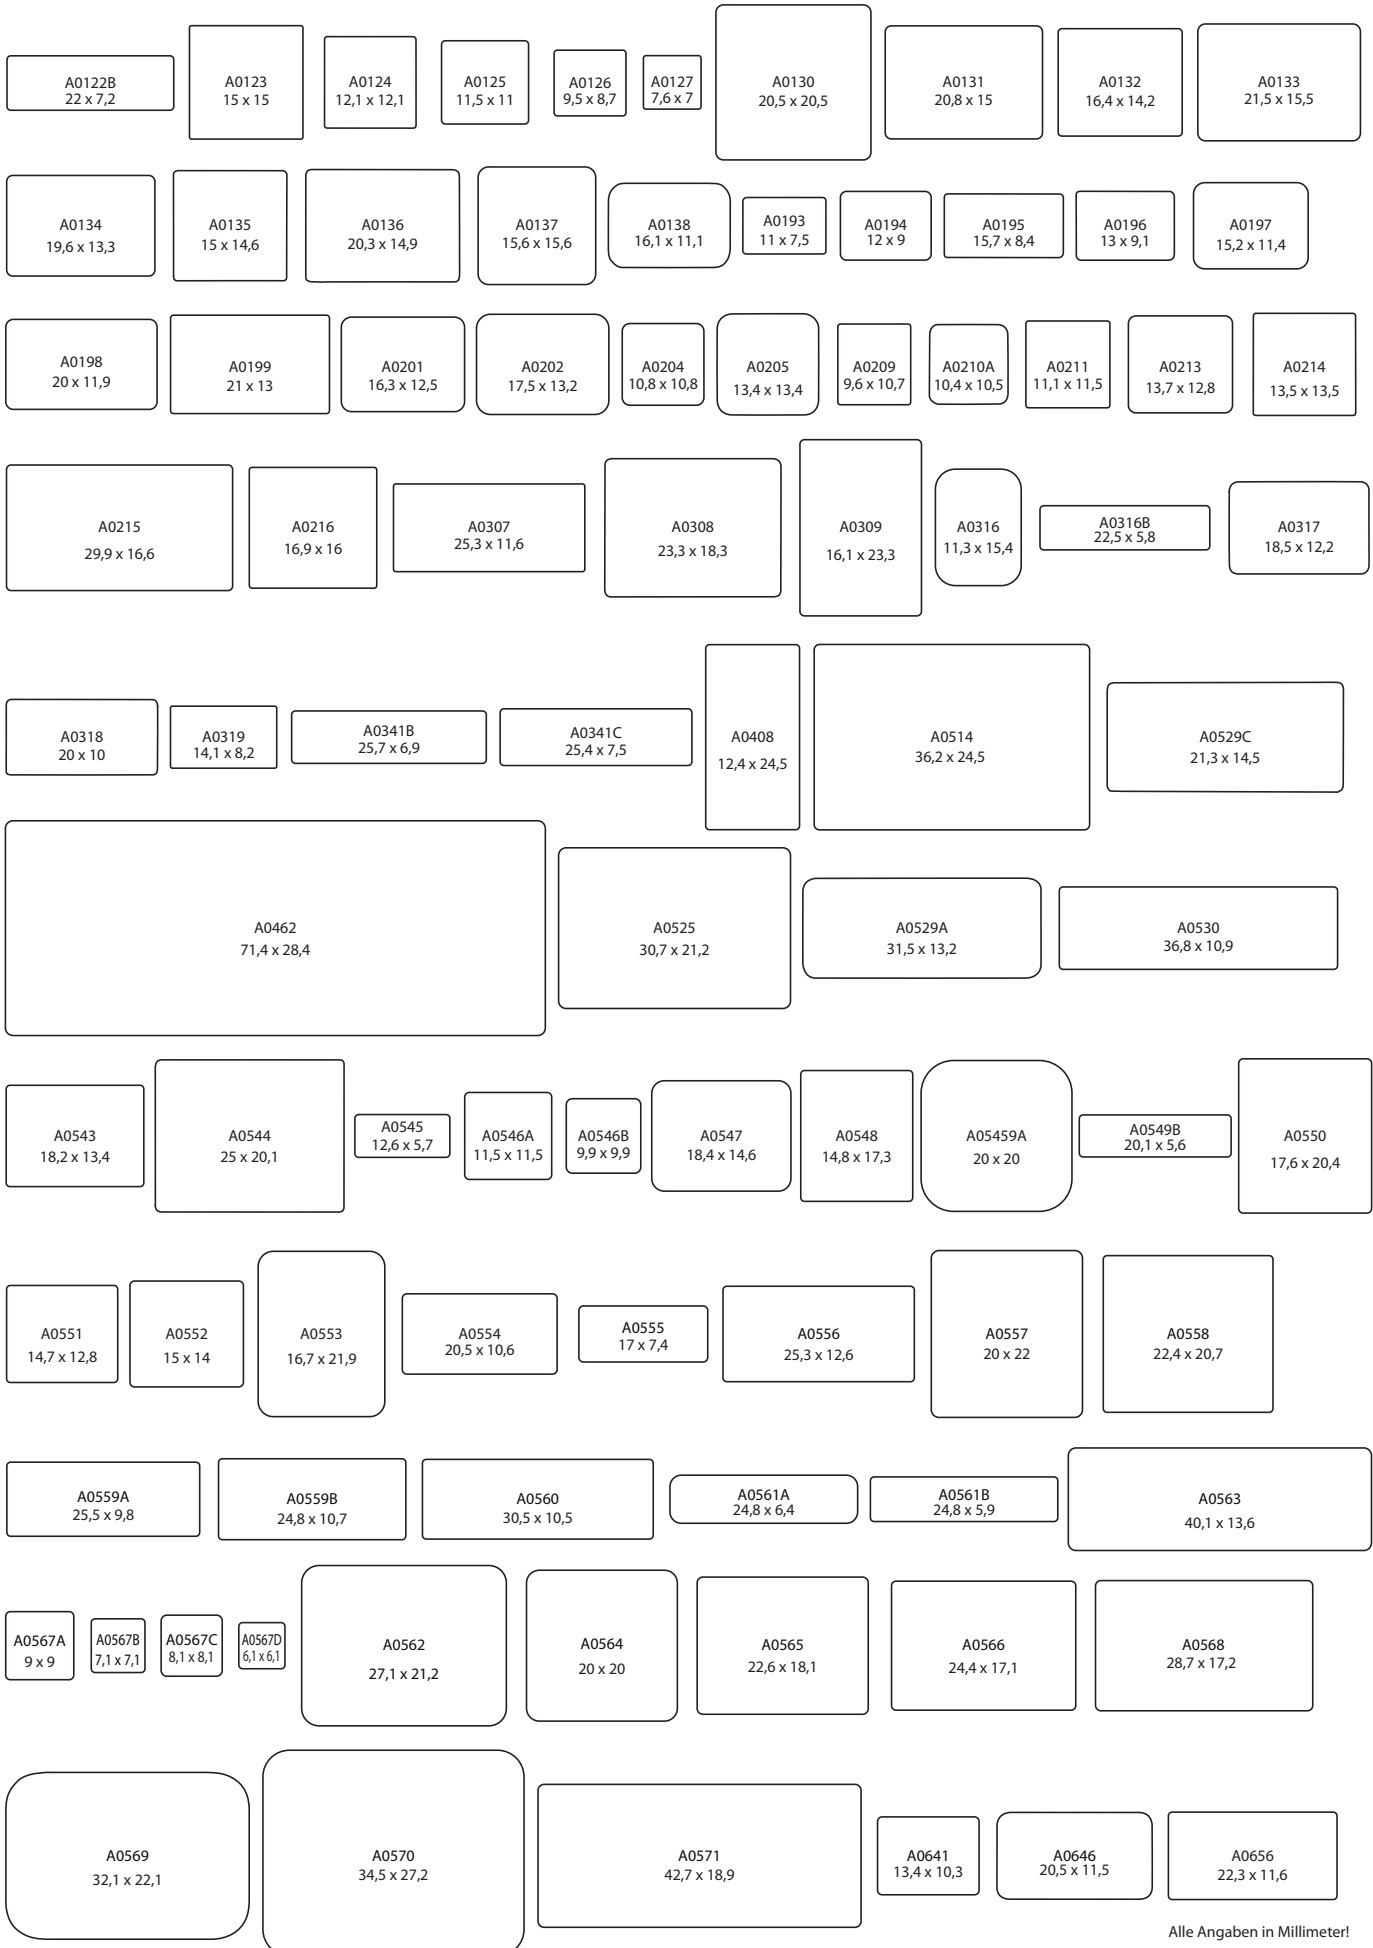 A0122B
22 x 7,2
A0123
15 x 15
A0124
12,1 x 12,1
A0125
11,5 x 11
A0126
9,5 x 8,7
A0127
7,6 x 7
A0130
20,5 x 20,5
A0131
20,8 x 15
A0132
16,4 x 14,2
A0133
21,5 x 15,5
A0134
19,6 x 13,3
A0135
15 x 14,6
A0136
20,3 x 14,9
A0137
15,6 x 15,6
A0138
16,1 x 11,1
A0193
11 x 7,5
A0194
12 x 9
A0195
15,7 x 8,4
A0196
13 x 9,1
A0197
15,2 x 11,4
A0198
20 x 11,9
A0199
21 x 13
A0201
16,3 x 12,5
A0202
17,5 x 13,2
A0204
10,8 x 10,8
A0205
13,4 x 13,4
A0209
9,6 x 10,7
A0210A
10,4 x 10,5
A0211
11,1 x 11,5
A0213
13,7 x 12,8
A0214
13,5 x 13,5
A0215
29,9 x 16,6
A0216
16,9 x 16
A0307
25,3 x 11,6
A0308
23,3 x 18,3
A0309
16,1 x 23,3
A0316
11,3 x 15,4
A0316B
22,5 x 5,8
A0317
18,5 x 12,2
A0318
20 x 10
A0319
14,1 x 8,2
A0341B
25,7 x 6,9
A0341C
25,4 x 7,5
A0408
12,4 x 24,5
A0514
36,2 x 24,5
A0529C
21,3 x 14,5
A0462
71,4 x 28,4
A0525
30,7 x 21,2
A0529A
31,5 x 13,2
A0530
36,8 x 10,9
A0543
18,2 x 13,4
A0544
25 x 20,1
A0545
12,6 x 5,7
A0546A
11,5 x 11,5
A0546B
9,9 x 9,9
A0547
18,4 x 14,6
A0548
14,8 x 17,3
A05459A
20 x 20
A0549B
20,1 x 5,6
A0550
17,6 x 20,4
A0551
14,7 x 12,8
A0552
15 x 14
A0553
16,7 x 21,9
A0554
20,5 x 10,6
A0555
17 x 7,4
A0556
25,3 x 12,6
A0557
20 x 22
A0558
22,4 x 20,7
A0559A
25,5 x 9,8
A0559B
24,8 x 10,7
A0560
30,5 x 10,5
A0561A
24,8 x 6,4
A0561B
24,8 x 5,9
A0563
40,1 x 13,6
A0567A
9 x 9
A0567B
7,1 x 7,1
A0567C
8,1 x 8,1
A0567D
6,1 x 6,1
A0562
27,1 x 21,2
A0564
20 x 20
A0565
22,6 x 18,1
A0566
24,4 x 17,1
A0568
28,7 x 17,2
A0569
32,1 x 22,1
A0570
34,5 x 27,2
A0571
42,7 x 18,9
A0641
13,4 x 10,3
A0646
20,5 x 11,5
A0656
22,3 x 11,6
Alle Angaben in Millimeter!